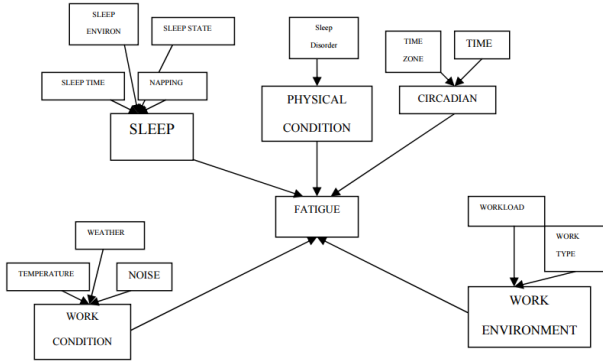 SLEEP
ENVIRON
SLEEP STATE
SLEEP TIME
NAPPING
SLEEP
Sleep
Disorder
PHYSICAL
CONDITION
TIME
ZONE
TIME
CIRCADIAN
FATIGUE
WEATHER
TEMPERATURE
NOISE
WORK
CONDITION
WORKLOAD
WORK
TYPE
WORK
ENVIRONMENT